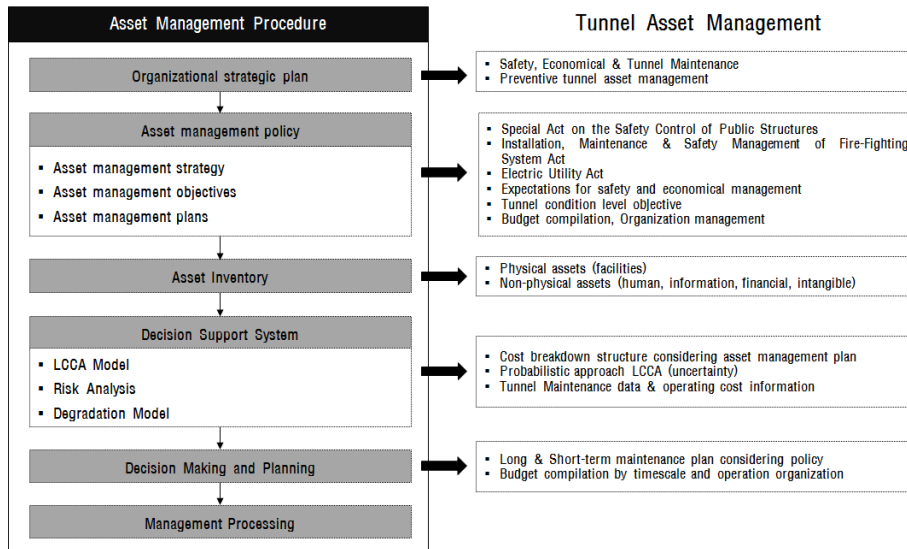 Asset Management Procedure
Tunnel Asset Management
Organizational strategic plan
▪ Safety, Economical & Tunnel Maintenance
▪ Preventive tunnel asset management
Asset management policy
▪ Asset management strategy
▪ Asset management objectives
▪ Asset management plans
▪ Special Act on the Safety Control of Public Structures
▪ Installation, Maintenance & Safety Management of Fire-Fighting
System Act
▪ Electric Utility Act
▪ Expectations for safety and economical management
▪ Tunnel condition level objective
▪ Budget compilation, Organization management
Asset Inventory
▪ Physical assets (facilities)
▪ Non-physical assets (human, information, financial, intangible)
Decision Support System
▪ LCCA Model
▪ Risk Analysis
▪ Degradation Model
▪ Cost breakdown structure considering asset management plan
▪ Probabilistic approach LCCA (uncertainty)
▪ Tunnel Maintenance data & operating cost information
Decision Making and Planning
▪ Long & Short-term maintenance plan considering policy
▪ Budget compilation by timescale and operation organization
Management Processing